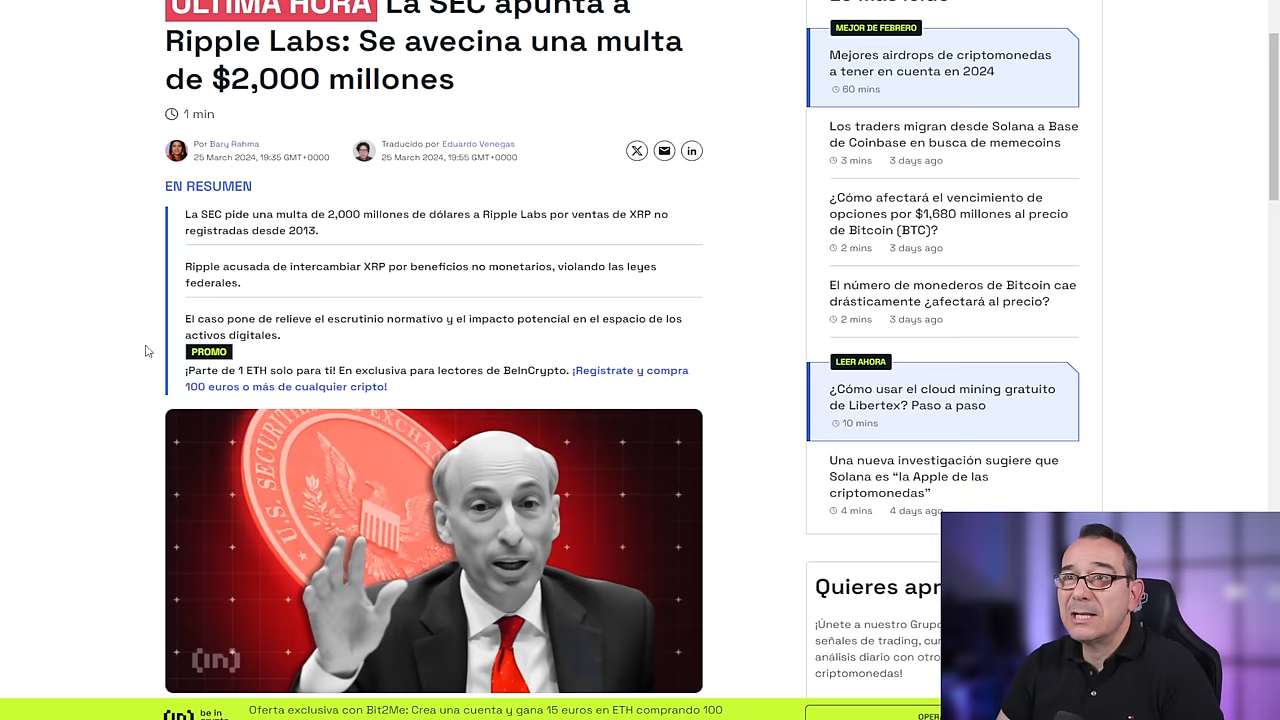 ÚLTIMA HORA La SEC apunta a
Ripple Labs: Se avecina una multa
de $2,000 millones
1 min
Por Bary Rahma
25 March 2024, 19:35 GMT+0000
Traducido por Eduardo Venegas
25 March 2024, 19:55 GMT+0000
in
EN RESUMEN
La SEC pide una multa de 2,000 millones de dólares a Ripple Labs por ventas de XRP no
registradas desde 2013.
Ripple acusada de intercambiar XRP por beneficios no monetarios, violando las leyes
federales.
El caso pone de relieve el escrutinio normativo y el impacto potencial en el espacio de los
activos digitales.
PROMO
¡Parte de 1 ETH solo para ti! En exclusiva para lectores de BeInCrypto. ¡Regístrate y compra
100 euros o más de cualquier cripto!
U.S. SECURITIES EXCHANGE
[in]
MEJOR DE FEBRERO
Mejores airdrops de criptomonedas
a tener en cuenta en 2024
60 mins
Los traders migran desde Solana a Base
de Coinbase en busca de memecoins
3 mins 3 days ago
¿Cómo afectará el vencimiento de
opciones por $1,680 millones al precio
de Bitcoin (BTC)?
2 mins 3 days ago
El número de monederos de Bitcoin cae
drásticamente ¿afectará al precio?
2 mins 3 days ago
LEER AHORA
¿Cómo usar el cloud mining gratuito
de Libertex? Paso a paso
10 mins
Una nueva investigación sugiere que
Solana es “la Apple de las
criptomonedas”
4 mins 4 days ago
Quieres apr
¡Únete a nuestro Grupo
señales de trading, cur
análisis diario con otro
criptomonedas!
be in
Oferta exclusiva con Bit2Me: Crea una cuenta y gana 15 euros en ETH comprando 100
OPER